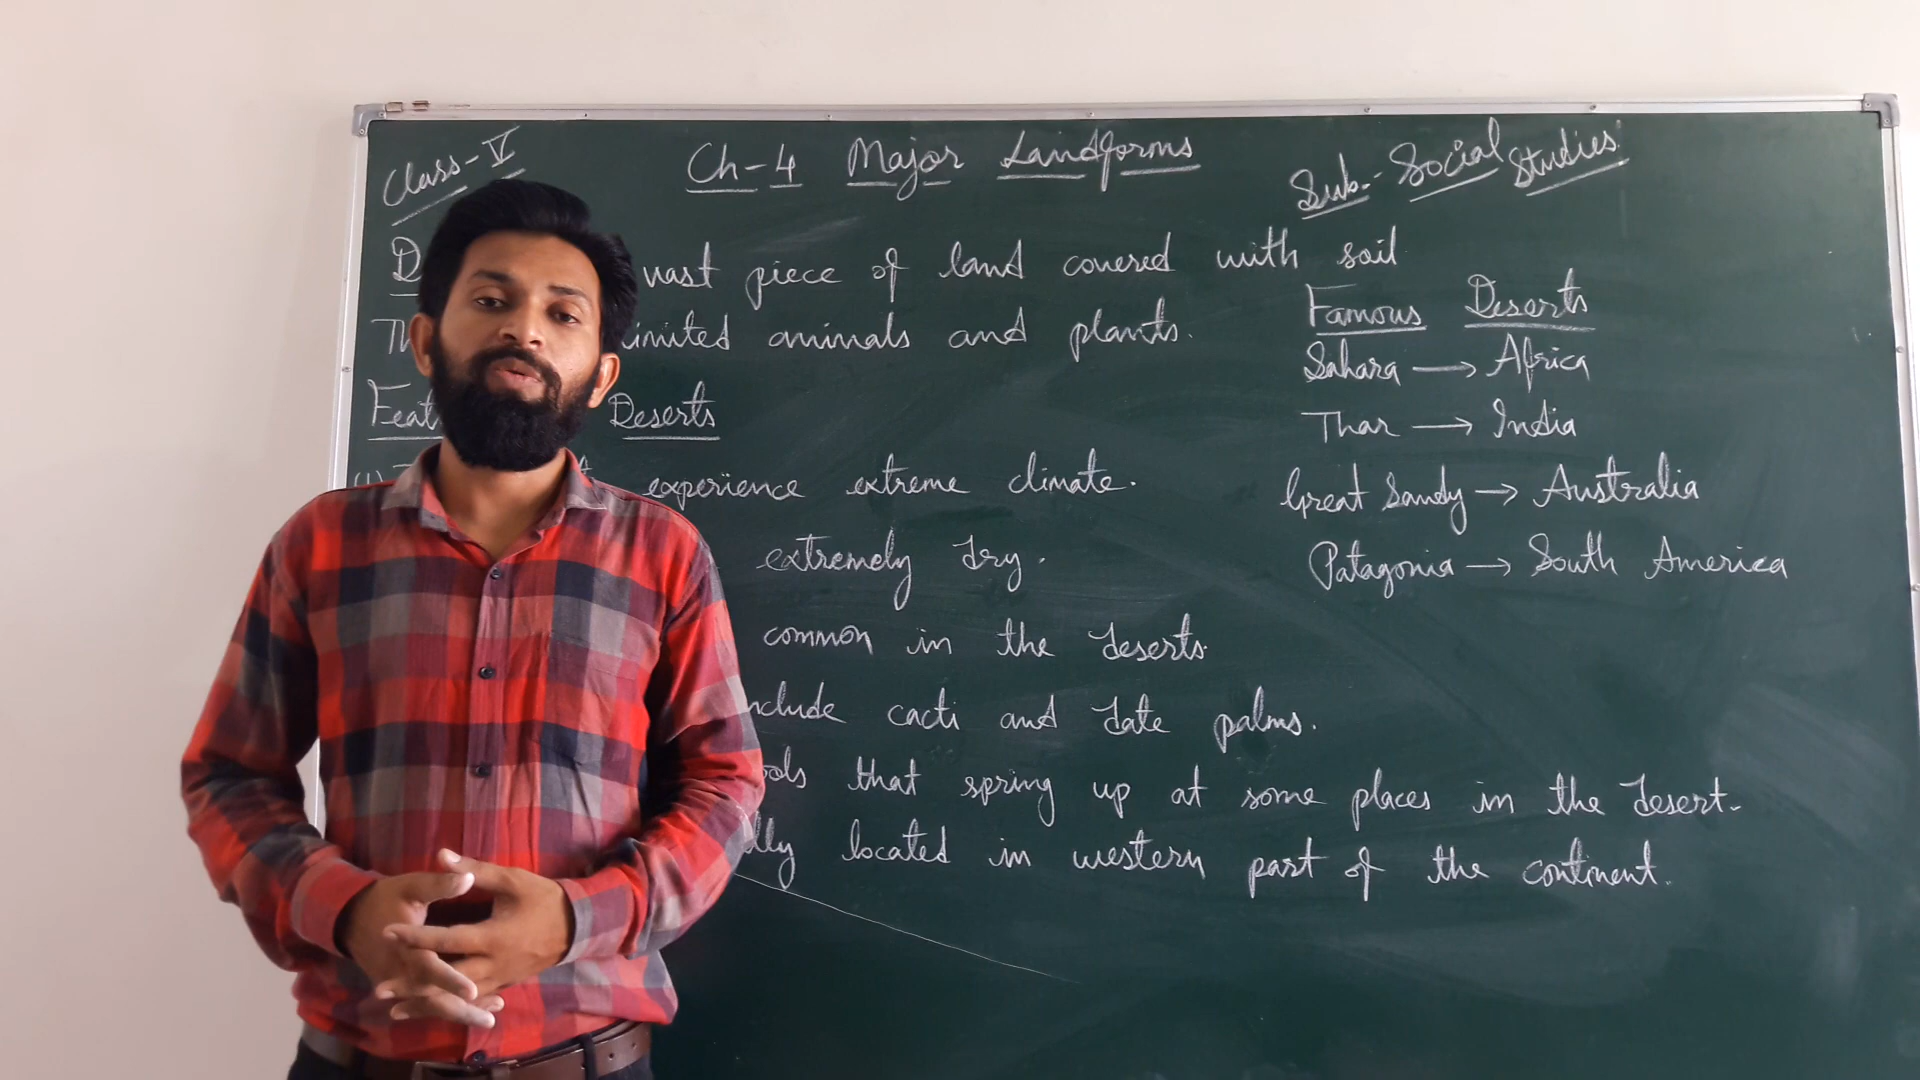 Class-V
Ch-4 Major Landforms
Sub.- Social Studies
vast piece of land covered with soil
animals and plants.
Deserts
experience extreme climate.
extremely dry.
common in the deserts.
cacti and date palms.
that spring up at some places in the desert.
located in western part of the continent.
Famous Deserts
Sahara → Africa
Thar → India
Great Sandy → Australia
Patagonia → South America